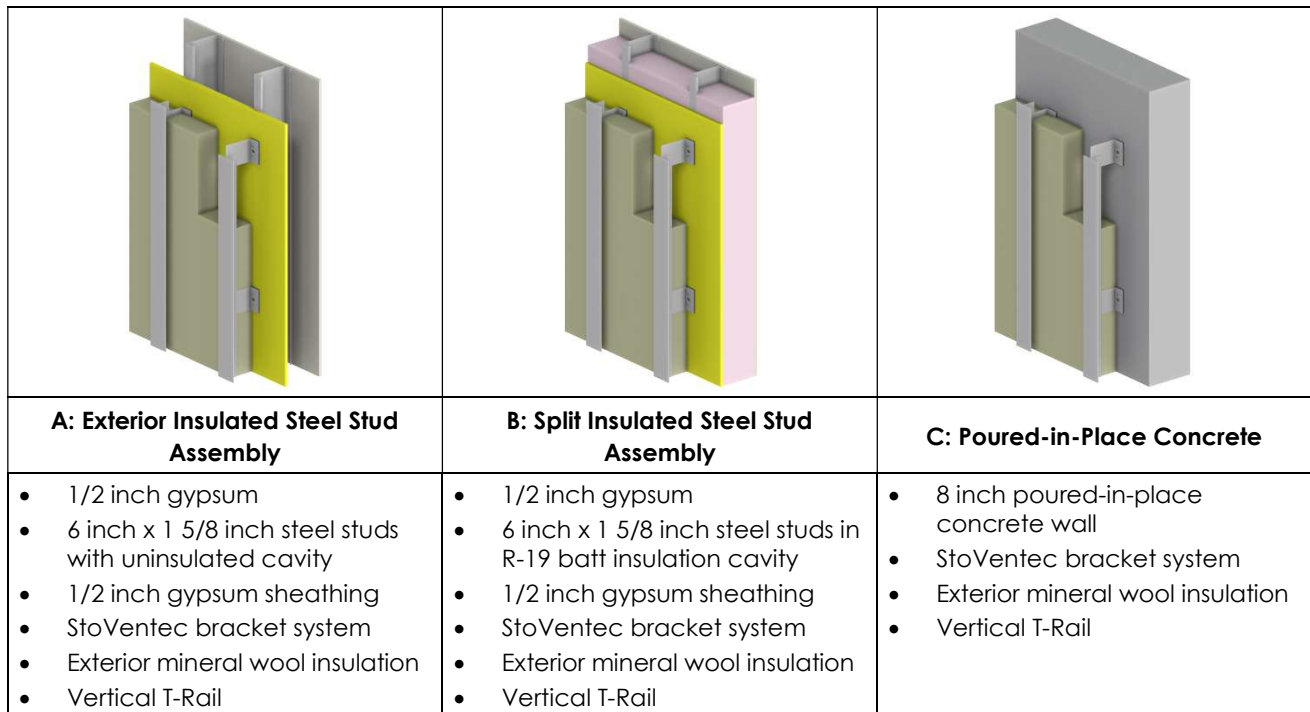 A: Exterior Insulated Steel Stud
Assembly
B: Split Insulated Steel Stud
Assembly
C: Poured-in-Place Concrete
• 1/2 inch gypsum
• 6 inch x 1 5/8 inch steel studs
with uninsulated cavity
• 1/2 inch gypsum sheathing
• StoVentec bracket system
• Exterior mineral wool insulation
• Vertical T-Rail
• 1/2 inch gypsum
• 6 inch x 1 5/8 inch steel studs in
R-19 batt insulation cavity
• 1/2 inch gypsum sheathing
• StoVentec bracket system
• Exterior mineral wool insulation
• Vertical T-Rail
• 8 inch poured-in-place
concrete wall
• StoVentec bracket system
• Exterior mineral wool insulation
• Vertical T-Rail